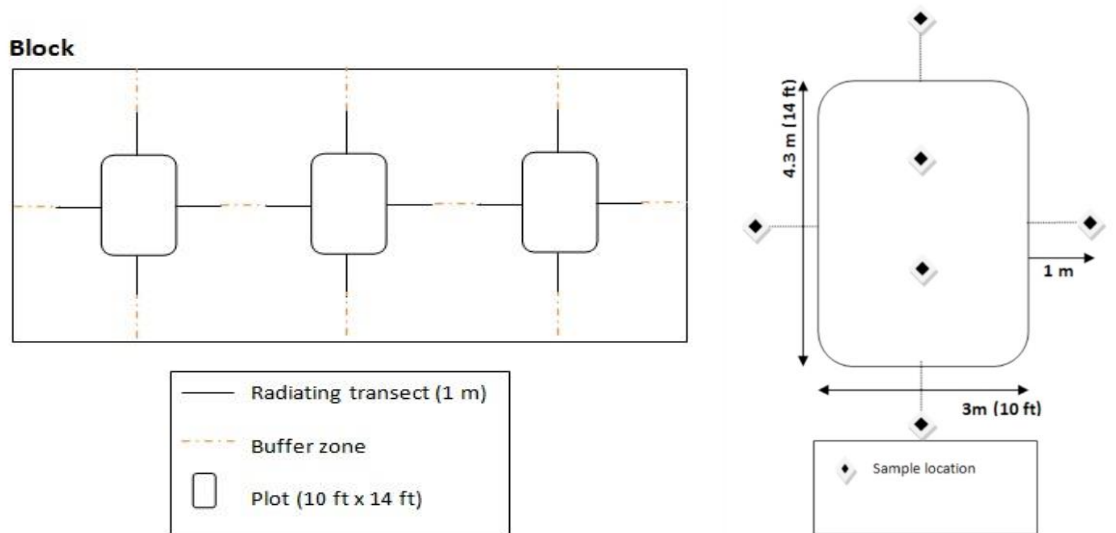 Block
Radiating transect (1 m)
Buffer zone
Plot (10 ft x 14 ft)
4.3 m (14 ft)
1 m
3m (10 ft)
Sample location